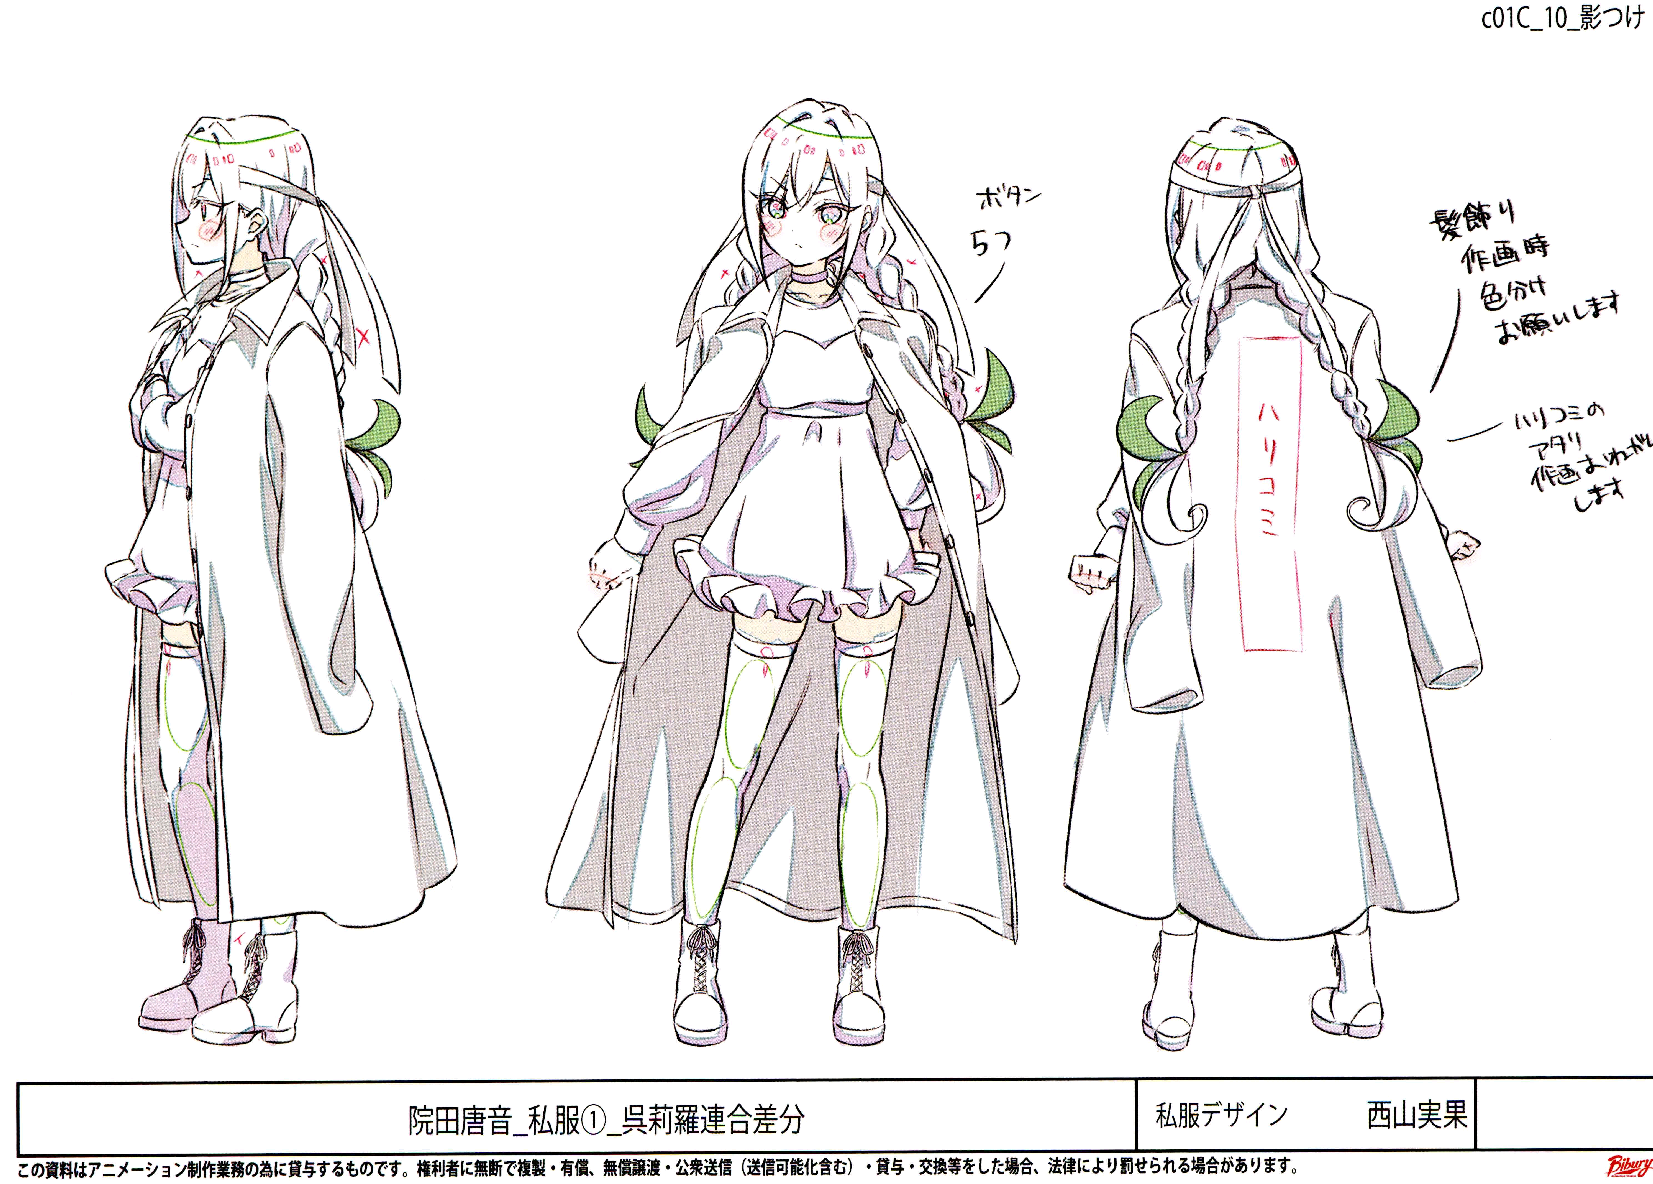 c01C_10_影つけ
ボタン
5つ
髪飾り
作画時
色分け
お願いします
ハリコミの
アタリ
作画おねがい
します
ハリコミ
院田唐音_私服①_呉莉羅連合差分
私服デザイン
西山実果
この資料はアニメーション制作業務の為に貸与するものです。権利者に無断で複製・有償、無償譲渡・公衆送信（送信可能化含む）・貸与・交換等をした場合、法律により罰せられる場合があります。
Bibury